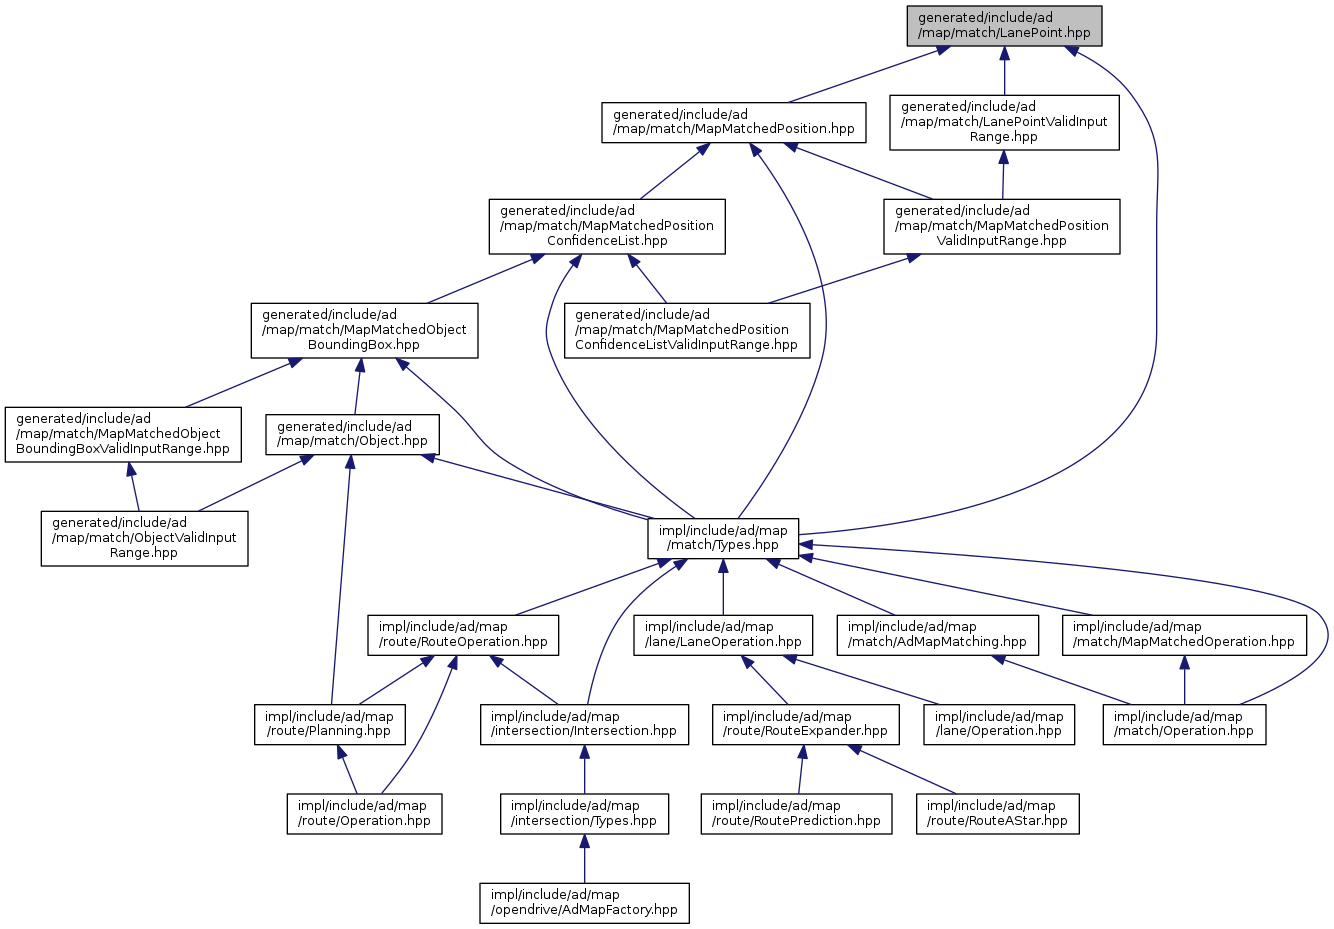 generated/include/ad
/map/match/LanePoint.hpp
generated/include/ad
/map/match/MapMatchedPosition.hpp
generated/include/ad
/map/match/LanePointValidInput
Range.hpp
generated/include/ad
/map/match/MapMatchedPosition
ConfidenceList.hpp
generated/include/ad
/map/match/MapMatchedPosition
ValidInputRange.hpp
generated/include/ad
/map/match/MapMatchedObject
BoundingBox.hpp
generated/include/ad
/map/match/MapMatchedPosition
ConfidenceListValidInputRange.hpp
generated/include/ad
/map/match/MapMatchedObject
BoundingBoxValidInputRange.hpp
generated/include/ad
/map/match/Object.hpp
generated/include/ad
/map/match/ObjectValidInput
Range.hpp
impl/include/ad/map
/match/Types.hpp
impl/include/ad/map
/route/RouteOperation.hpp
impl/include/ad/map
/lane/LaneOperation.hpp
impl/include/ad/map
/match/AdMapMatching.hpp
impl/include/ad/map
/match/MapMatchedOperation.hpp
impl/include/ad/map
/route/Planning.hpp
impl/include/ad/map
/intersection/Intersection.hpp
impl/include/ad/map
/route/RouteExpander.hpp
impl/include/ad/map
/lane/Operation.hpp
impl/include/ad/map
/match/Operation.hpp
impl/include/ad/map
/route/Operation.hpp
impl/include/ad/map
/intersection/Types.hpp
impl/include/ad/map
/route/RoutePrediction.hpp
impl/include/ad/map
/route/RouteAStar.hpp
impl/include/ad/map
/opendrive/AdMapFactory.hpp